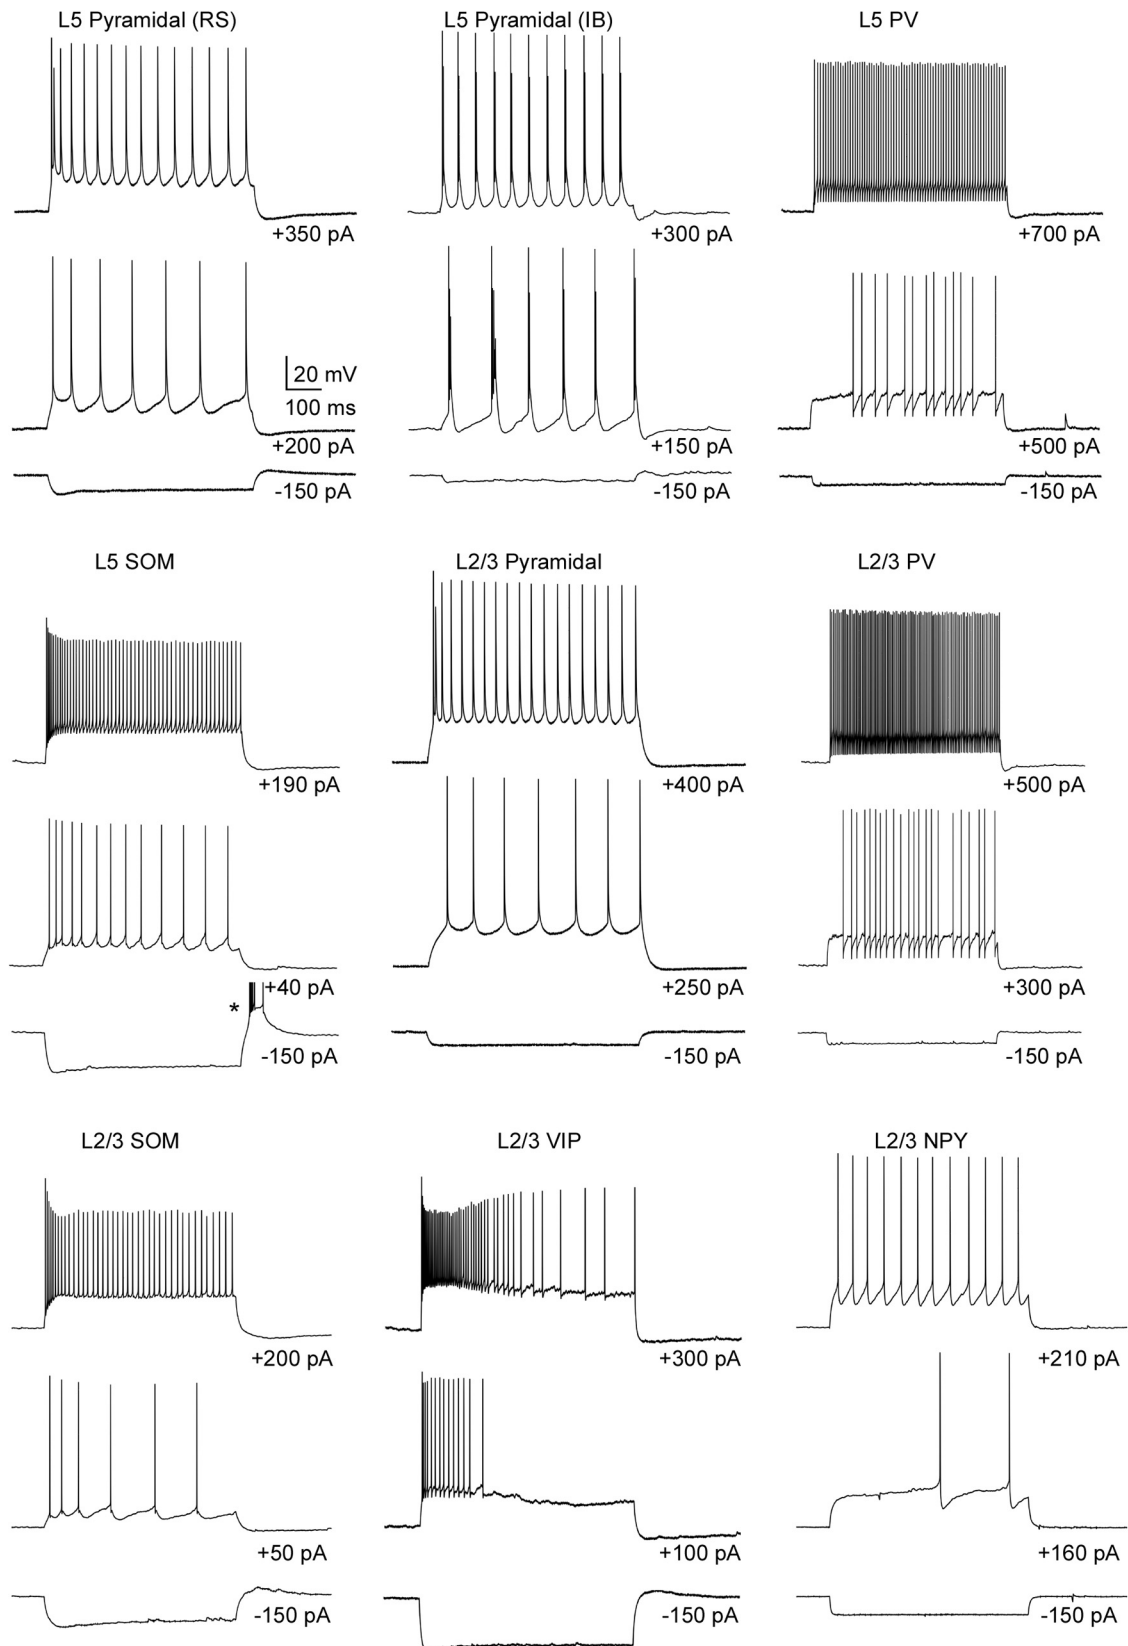 L5 Pyramidal (RS)
L5 Pyramidal (IB)
L5 PV
+350 pA
+300 pA
+700 pA
20 mV
100 ms
+200 pA
+150 pA
+500 pA
-150 pA
-150 pA
-150 pA
L5 SOM
L2/3 Pyramidal
L2/3 PV
+190 pA
+400 pA
+500 pA
+40 pA
+250 pA
+300 pA
*
-150 pA
-150 pA
-150 pA
L2/3 SOM
L2/3 VIP
L2/3 NPY
+200 pA
+300 pA
+210 pA
+50 pA
+100 pA
+160 pA
-150 pA
-150 pA
-150 pA